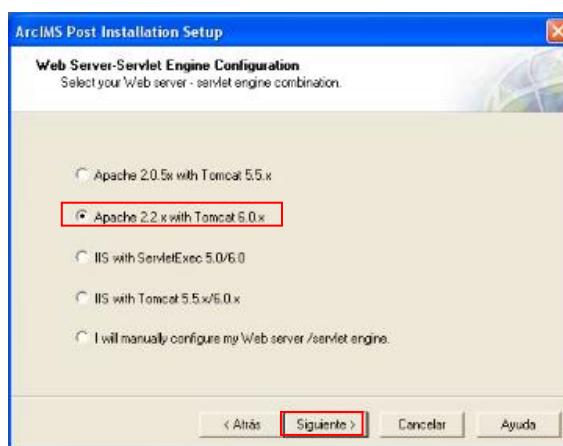 ArcIMS Post Installation Setup
Web Server-Servlet Engine Configuration
Select your Web server - servlet engine combination.
Apache 2.0.5x with Tomcat 5.5.x
Apache 2.2.x with Tomcat 6.0.x
IIS with ServletExec 5.0/6.0
IIS with Tomcat 5.5.x/6.0.x
I will manually configure my Web server /servlet engine.
< Atrás Siguiente > Cancelar Ayuda